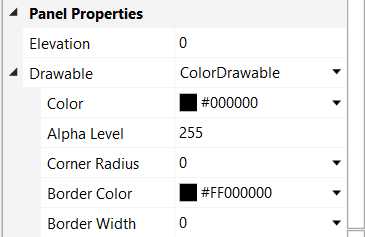 Panel Properties
Elevation 0
Drawable ColorDrawable
Color #000000
Alpha Level 255
Corner Radius 0
Border Color #FF000000
Border Width 0